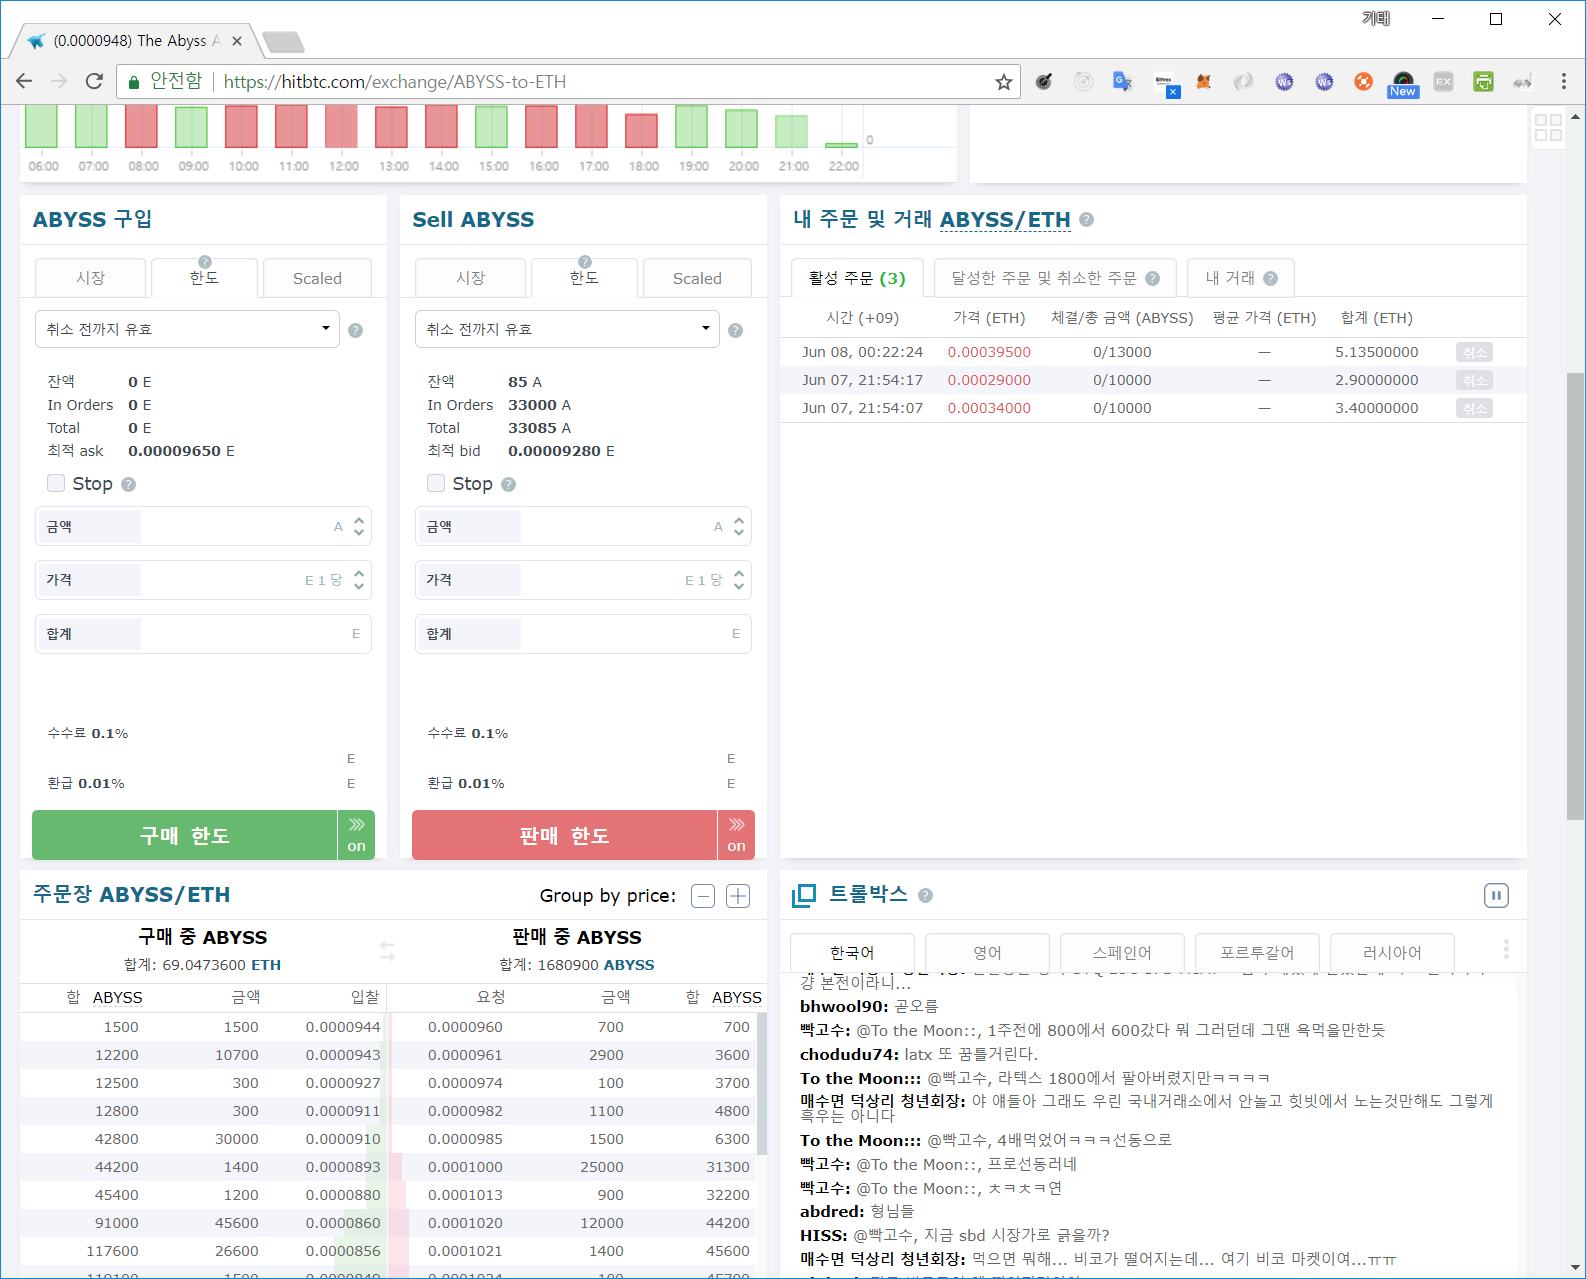 기태
(0.0000948) The Abyss A
안전함 https://hitbtc.com/exchange/ABYSS-to-ETH
New
EX
0
06:00 07:00 08:00 09:00 10:00 11:00 12:00 13:00 14:00 15:00 16:00 17:00 18:00 19:00 20:00 21:00 22:00
ABYSS 구입
시장 한도 Scaled
취소 전까지 유효
잔액 0 E
In Orders 0 E
Total 0 E
최적 ask 0.00009650 E
Stop
금액 A
가격 E 1 당
합계 E
수수료 0.1%
E
환급 0.01% E
구매 한도 on
Sell ABYSS
시장 한도 Scaled
취소 전까지 유효
잔액 85 A
In Orders 33000 A
Total 33085 A
최적 bid 0.00009280 E
Stop
금액 A
가격 E 1 당
합계 E
수수료 0.1%
E
환급 0.01% E
판매 한도 on
내 주문 및 거래 ABYSS/ETH
활성 주문 (3) 달성한 주문 및 취소한 주문 내 거래
시간 (+09) 가격 (ETH) 체결/총 금액 (ABYSS) 평균 가격 (ETH) 합계 (ETH)
Jun 08, 00:22:24 0.00039500 0/13000 — 5.13500000 취소
Jun 07, 21:54:17 0.00029000 0/10000 — 2.90000000 취소
Jun 07, 21:54:07 0.00034000 0/10000 — 3.40000000 취소
주문장 ABYSS/ETH Group by price:
구매 중 ABYSS 판매 중 ABYSS
합계: 69.0473600 ETH 합계: 1680900 ABYSS
합 ABYSS 금액 입찰 요청 금액 합 ABYSS
1500 1500 0.0000944 0.0000960 700 700
12200 10700 0.0000943 0.0000961 2900 3600
12500 300 0.0000927 0.0000974 100 3700
12800 300 0.0000911 0.0000982 1100 4800
42800 30000 0.0000910 0.0000985 1500 6300
44200 1400 0.0000893 0.0001000 25000 31300
45400 1200 0.0000880 0.0001013 900 32200
91000 45600 0.0000860 0.0001020 12000 44200
117600 26600 0.0000856 0.0001021 1400 45600
트롤박스
한국어 영어 스페인어 포르투갈어 러시아어
걍 본전이라니...
bhwool90: 곧오름
빡고수: @To the Moon::, 1주전에 800에서 600갔다 뭐 그러던데 그땐 욕먹을만한듯
chodudu74: latx 또 꿈틀거린다.
To the Moon::: @빡고수, 라텍스 1800에서 팔아버렸지만ㅋㅋㅋㅋ
매수면 덕상리 청년회장: 야 얘들아 그래도 우린 국내거래소에서 안놀고 힛빗에서 노는것만해도 그렇게
흑우는 아니다
To the Moon::: @빡고수, 4배먹었어ㅋㅋㅋ선동으로
빡고수: @To the Moon::, 프로선동러네
빡고수: @To the Moon::, ㅊㅋㅊㅋ연
abdred: 형님들
HISS: @빡고수, 지금 sbd 시장가로 긁을까?
매수면 덕상리 청년회장: 먹으면 뭐해... 비코가 떨어지는데... 여기 비코 마켓이여...ㅠㅠ